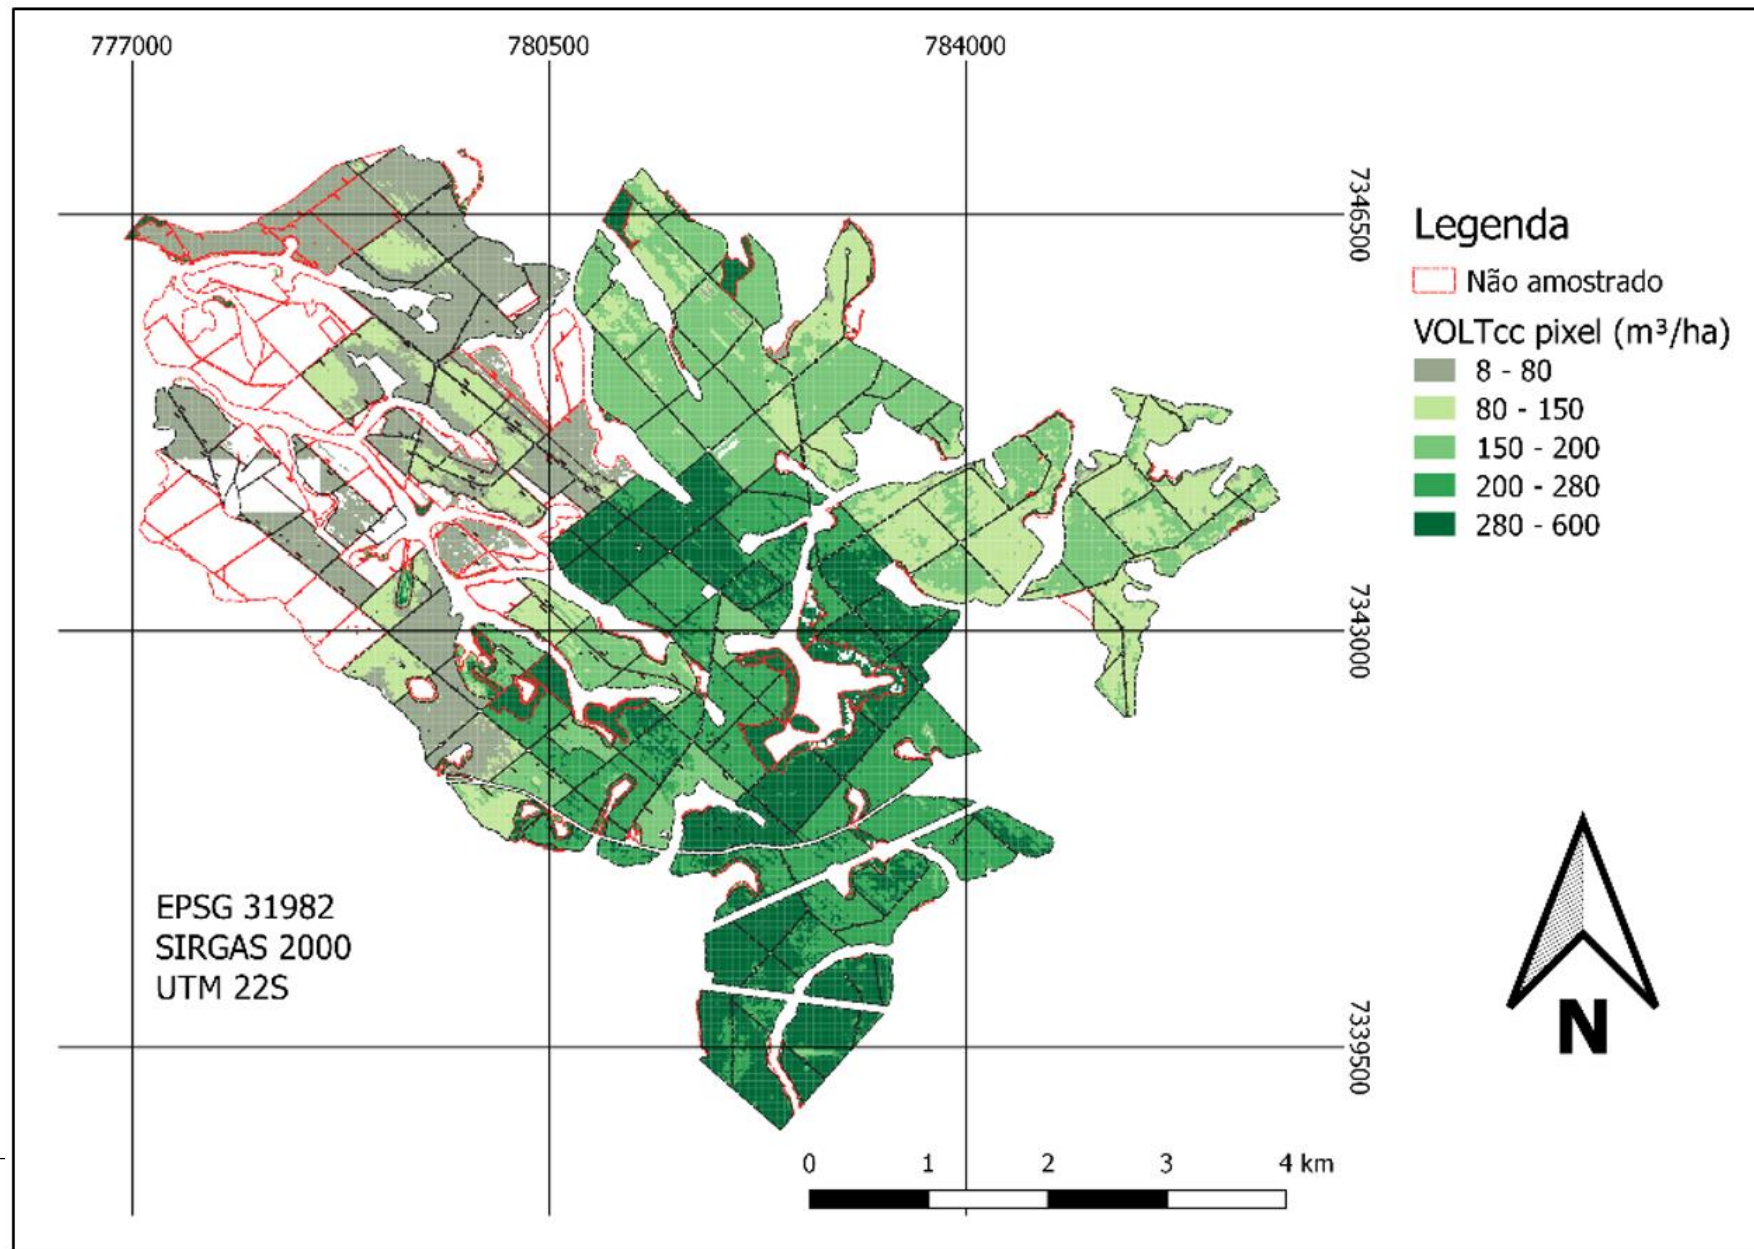 777000
780500
784000
7346500
Legenda
Não amostrado
VOLTcc pixel (m³/ha)
8 - 80
80 - 150
150 - 200
200 - 280
280 - 600
7343000
EPSG 31982
SIRGAS 2000
UTM 22S
N
7339500
0 1 2 3 4 km